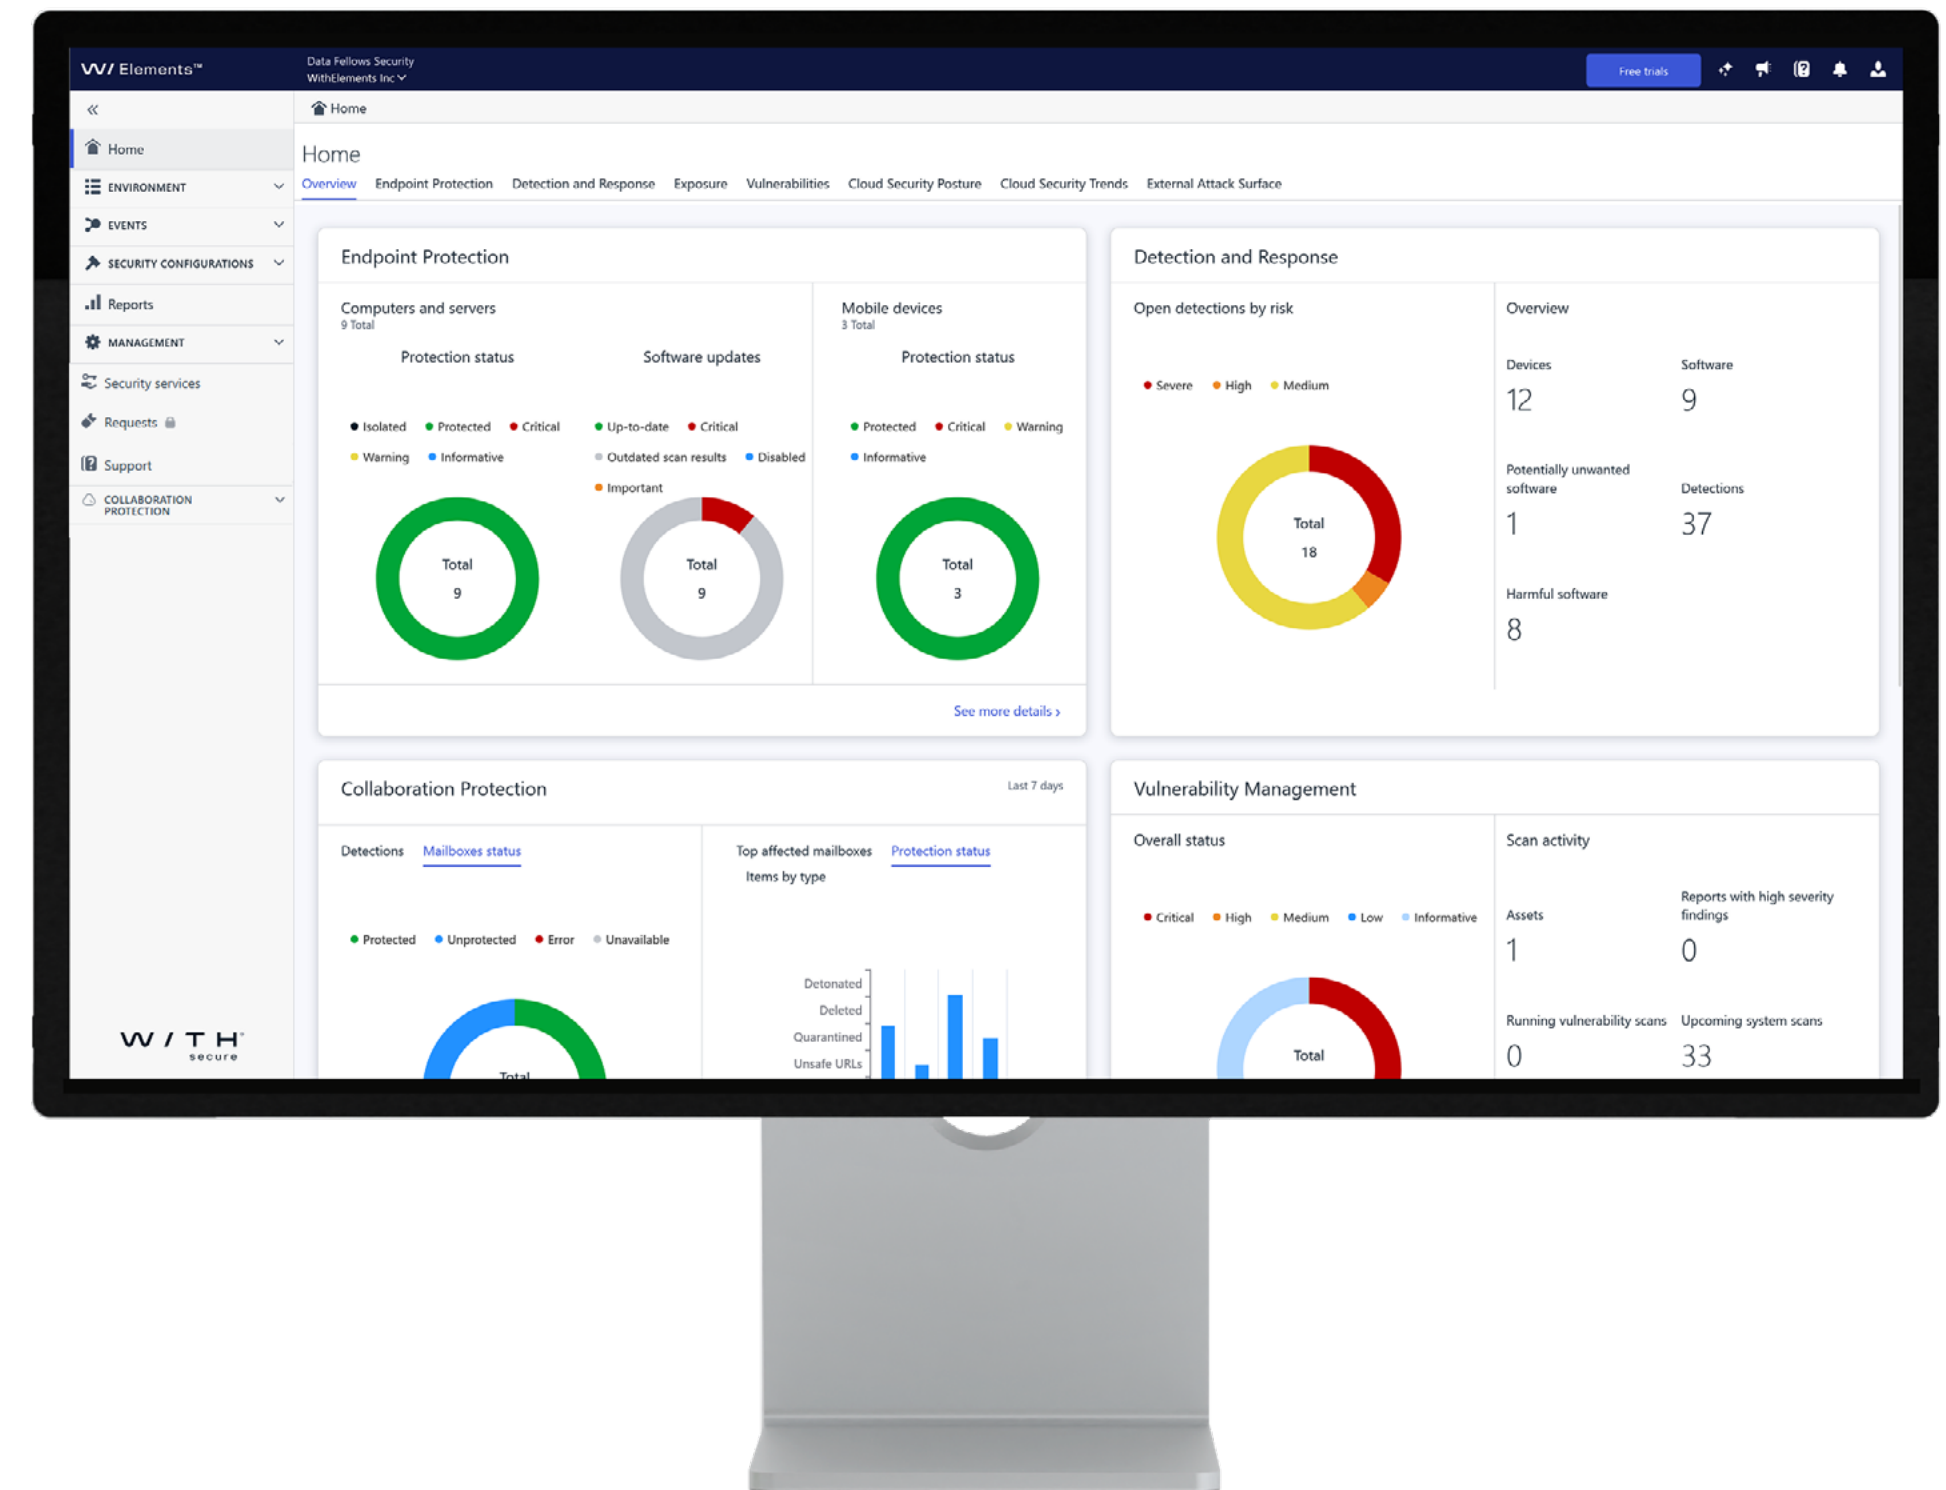 W/ Elements™
Data Fellows Security
WithElements Inc
Free trials
Home
Home
ENVIRONMENT
EVENTS
SECURITY CONFIGURATIONS
Reports
MANAGEMENT
Security services
Requests
Support
COLLABORATION
PROTECTION
W / T H
secure
Home
Overview Endpoint Protection Detection and Response Exposure Vulnerabilities Cloud Security Posture Cloud Security Trends External Attack Surface
Endpoint Protection
Computers and servers
9 Total
Protection status
Isolated Protected Critical
Warning Informative
Total
9
Software updates
Up-to-date Critical
Outdated scan results Disabled
Important
Total
9
Mobile devices
3 Total
Protection status
Protected Critical Warning
Informative
Total
3
See more details ›
Detection and Response
Open detections by risk
Severe High Medium
Total
18
Overview
Devices
12
Software
9
Potentially unwanted
software
1
Detections
37
Harmful software
8
Collaboration Protection
Last 7 days
Detections Mailboxes status
Protected Unprotected Error Unavailable
Total
Top affected mailboxes Protection status
Items by type
Detonated
Deleted
Quarantined
Unsafe URLs
Vulnerability Management
Overall status
Critical High Medium Low Informative
Total
Scan activity
Assets
1
Reports with high severity
findings
0
Running vulnerability scans
0
Upcoming system scans
33